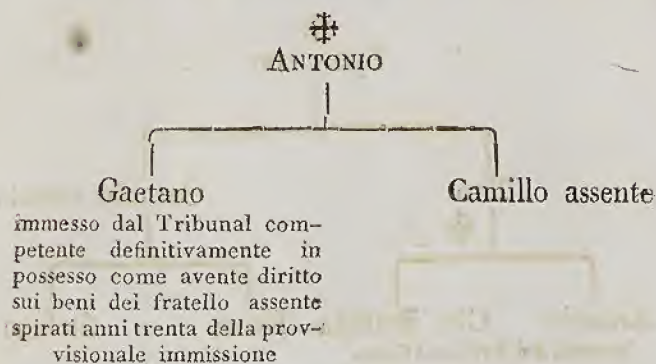 ANTONIO
Gaetano
Camillo assente
immesso dal Tribunal com-
petente definitivamente in
possesso come avente diritto
sui beni del fratello assente
spirati anni trenta della prov-
visionale immissione